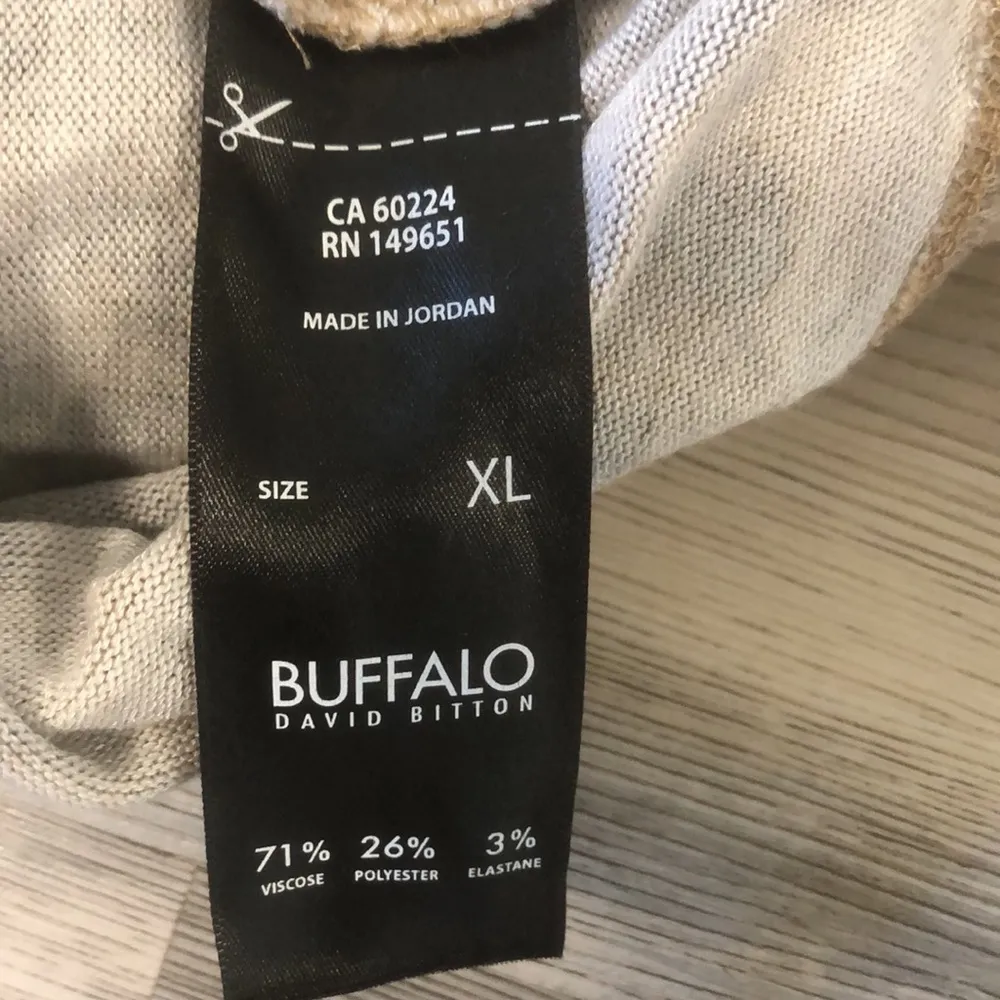 CA 60224
RN 149651
MADE IN JORDAN
SIZE XL
BUFFALO
DAVID BITTON
71% 26% 3%
VISCOSE POLYESTER ELASTANE